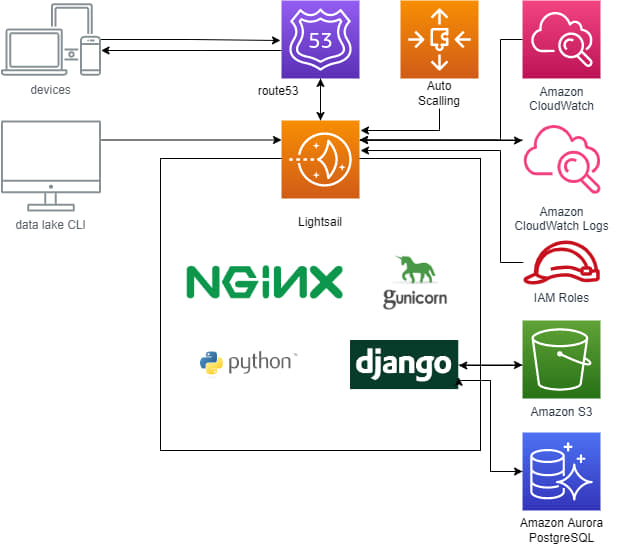 53
devices
route53
Auto
Scalling
Amazon
CloudWatch
data lake CLI
Lightsail
Amazon
CloudWatch Logs
NGINX
gunicorn
IAM Roles
python™
django
Amazon S3
Amazon Aurora
PostgreSQL